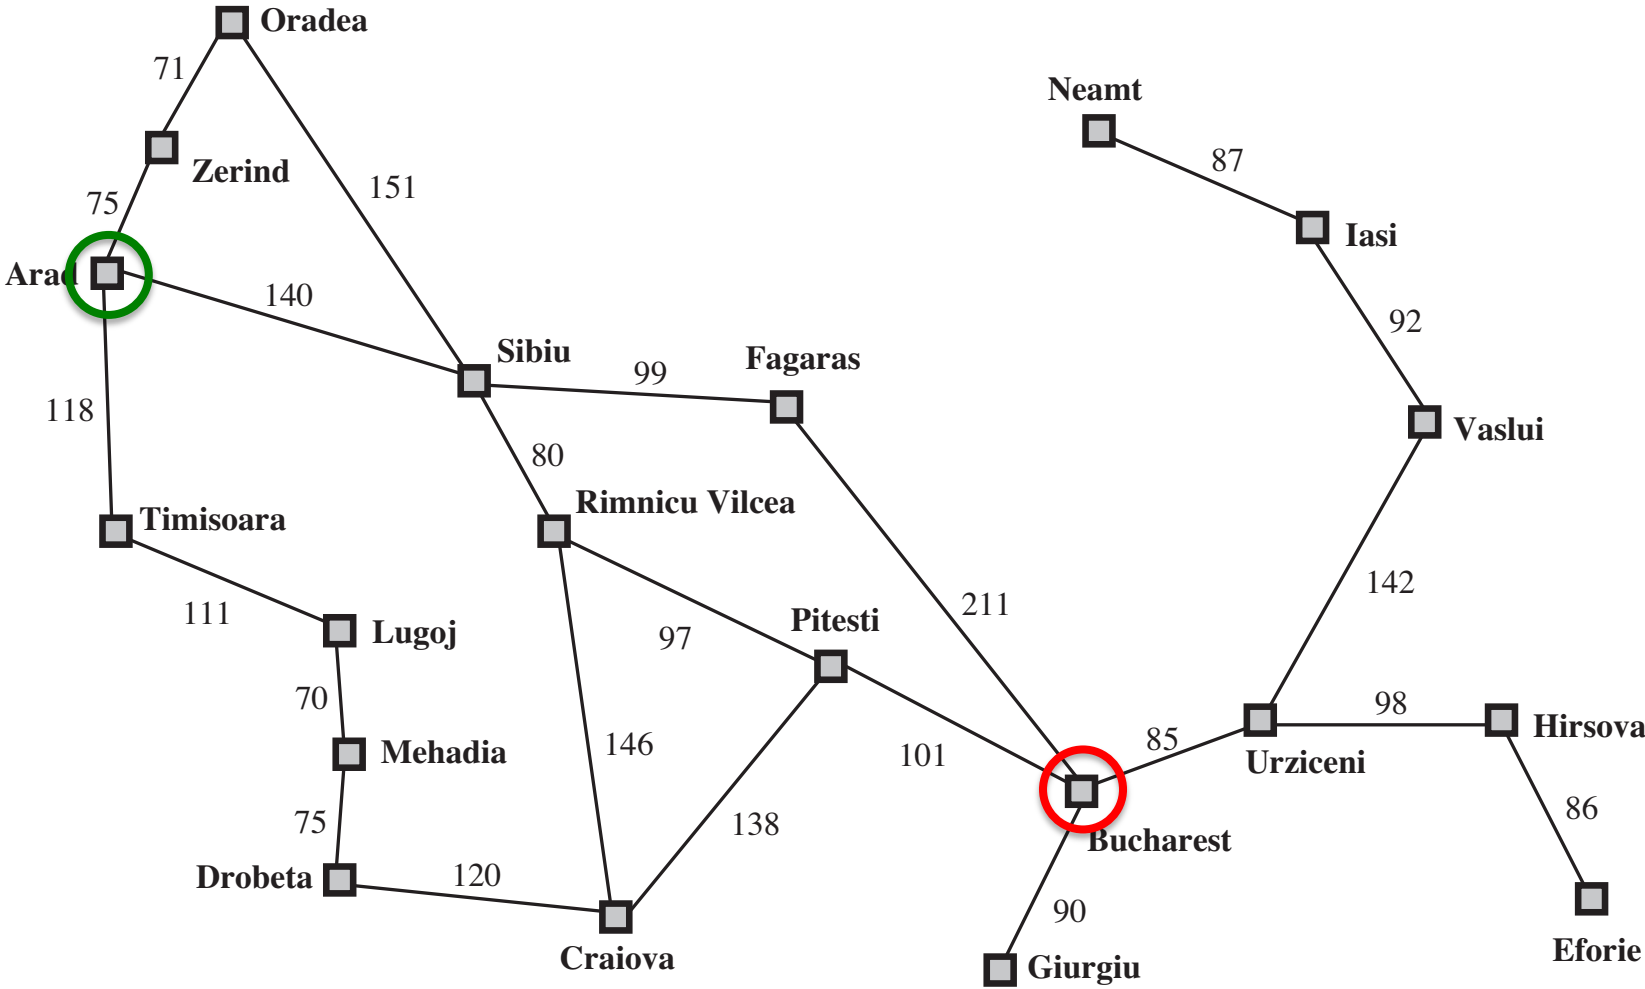 Oradea
71
Neamt
87
Zerind
151
75
Iasi
Arad
140
92
Sibiu
Fagaras
99
118
Vaslui
80
Rimnicu Vilcea
Timisoara
142
211
111
Pitesti
Lugoj
97
70
98
Hirsova
146
85
Mehadia
101
Urziceni
86
75
138
Bucharest
Drobeta
120
90
Craiova
Giurgiu
Eforie